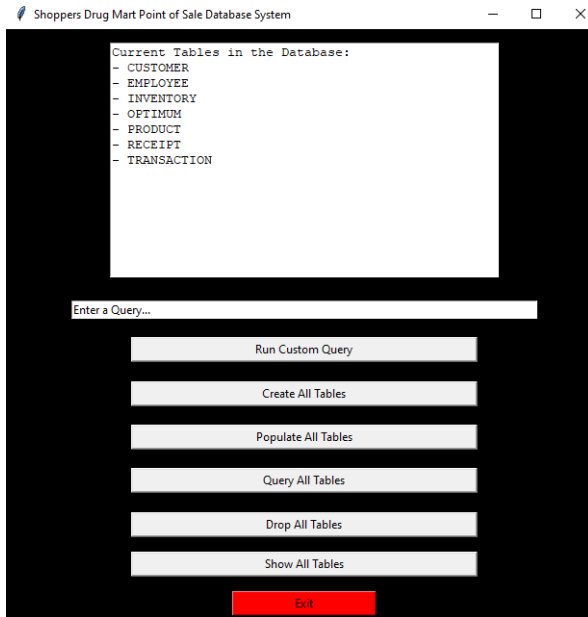 Shoppers Drug Mart Point of Sale Database System
Current Tables in the Database:
- CUSTOMER
- EMPLOYEE
- INVENTORY
- OPTIMUM
- PRODUCT
- RECEIPT
- TRANSACTION
Enter a Query...
Run Custom Query
Create All Tables
Populate All Tables
Query All Tables
Drop All Tables
Show All Tables
Exit